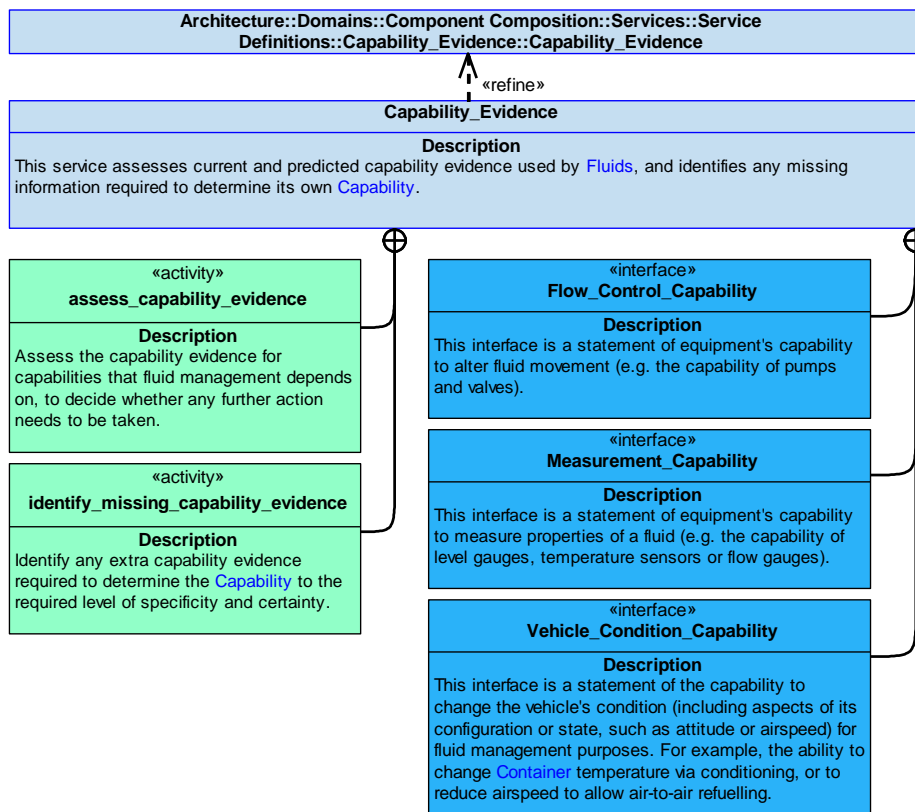 Architecture::Domains::Component Composition::Services::Service
Definitions::Capability_Evidence::Capability_Evidence
«refine»
Capability_Evidence
Description
This service assesses current and predicted capability evidence used by Fluids, and identifies any missing
information required to determine its own Capability.
«activity»
assess_capability_evidence
Description
Assess the capability evidence for
capabilities that fluid management depends
on, to decide whether any further action
needs to be taken.
«activity»
identify_missing_capability_evidence
Description
Identify any extra capability evidence
required to determine the Capability to the
required level of specificity and certainty.
«interface»
Flow_Control_Capability
Description
This interface is a statement of equipment's capability
to alter fluid movement (e.g. the capability of pumps
and valves).
«interface»
Measurement_Capability
Description
This interface is a statement of equipment's capability
to measure properties of a fluid (e.g. the capability of
level gauges, temperature sensors or flow gauges).
«interface»
Vehicle_Condition_Capability
Description
This interface is a statement of the capability to
change the vehicle's condition (including aspects of its
configuration or state, such as attitude or airspeed) for
fluid management purposes. For example, the ability to
change Container temperature via conditioning, or to
reduce airspeed to allow air-to-air refuelling.